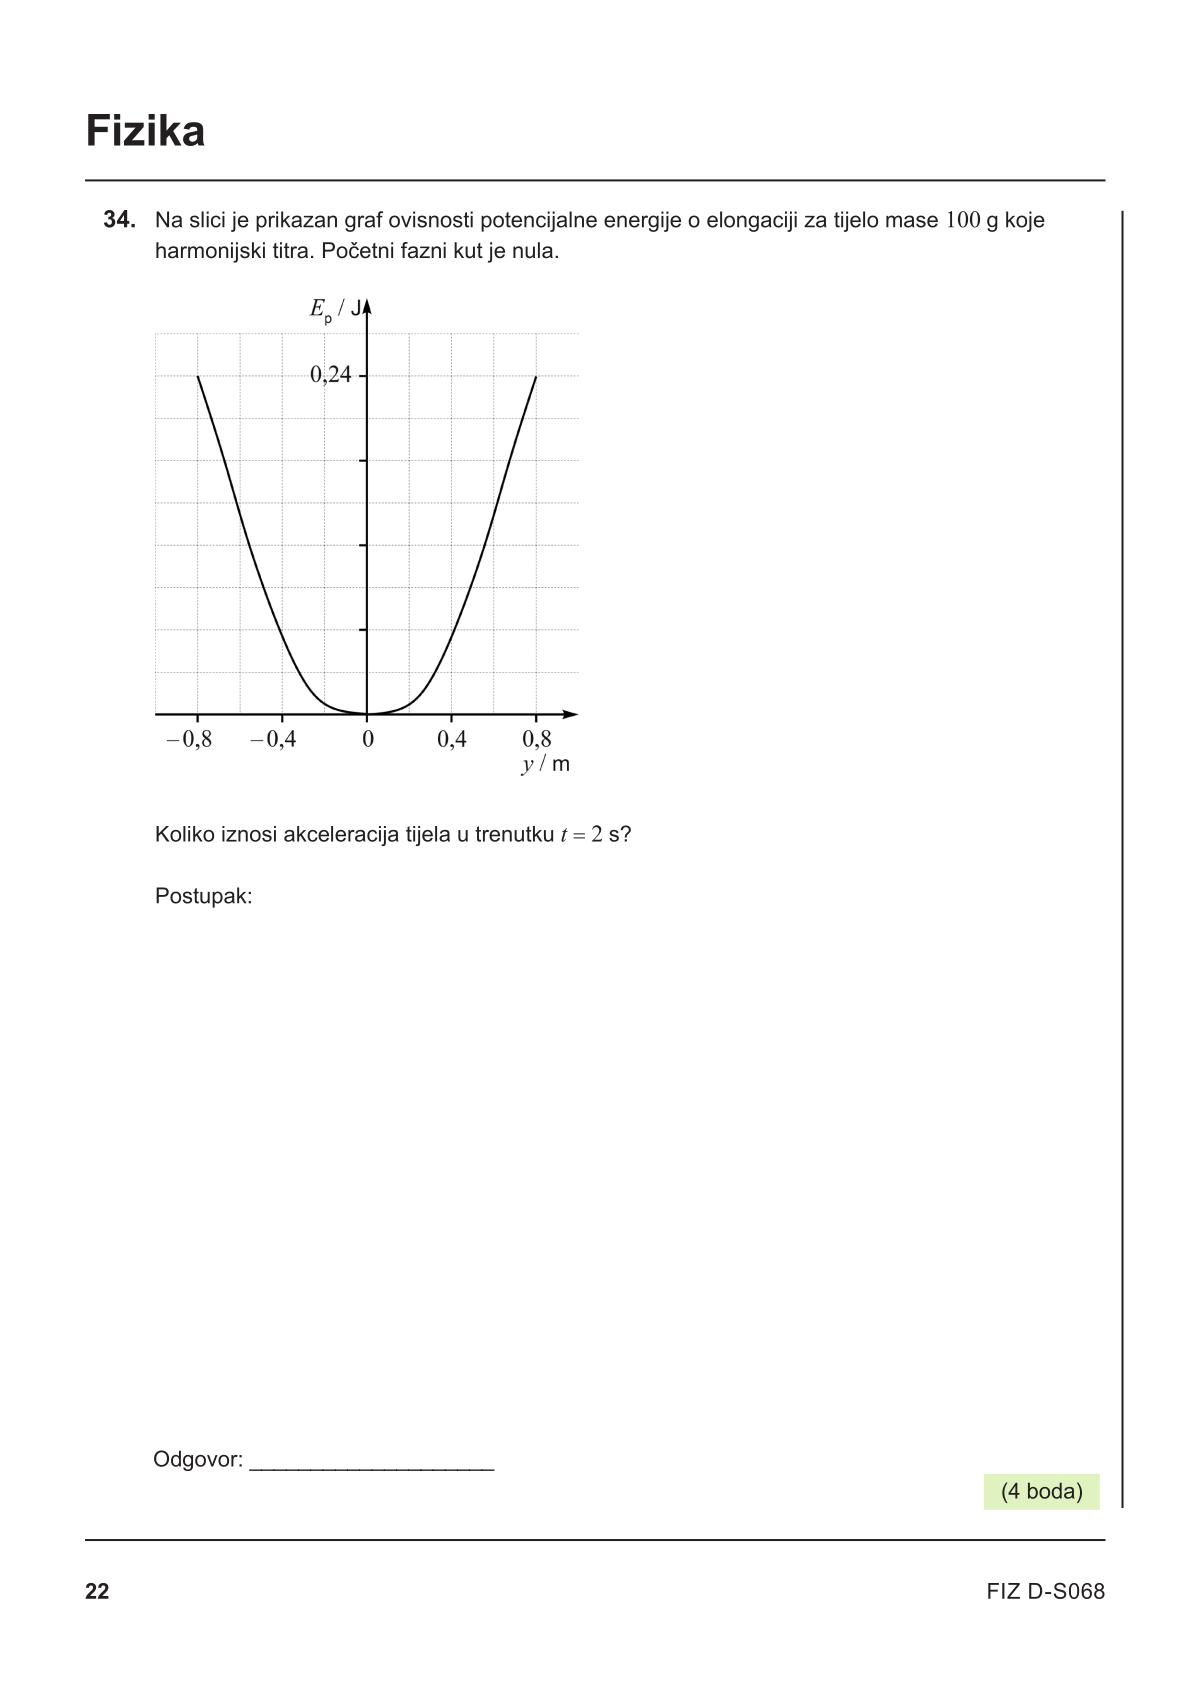 Fizika
34. Na slici je prikazan graf ovisnosti potencijalne energije o elongaciji za tijelo mase 100 g koje
harmonijski titra. Početni fazni kut je nula.
Eₚ / J
0,24
−0,8 −0,4 0 0,4 0,8
y / m
Koliko iznosi akceleracija tijela u trenutku t = 2 s?
Postupak:
Odgovor: ____________________
(4 boda)
22 FIZ D-S068